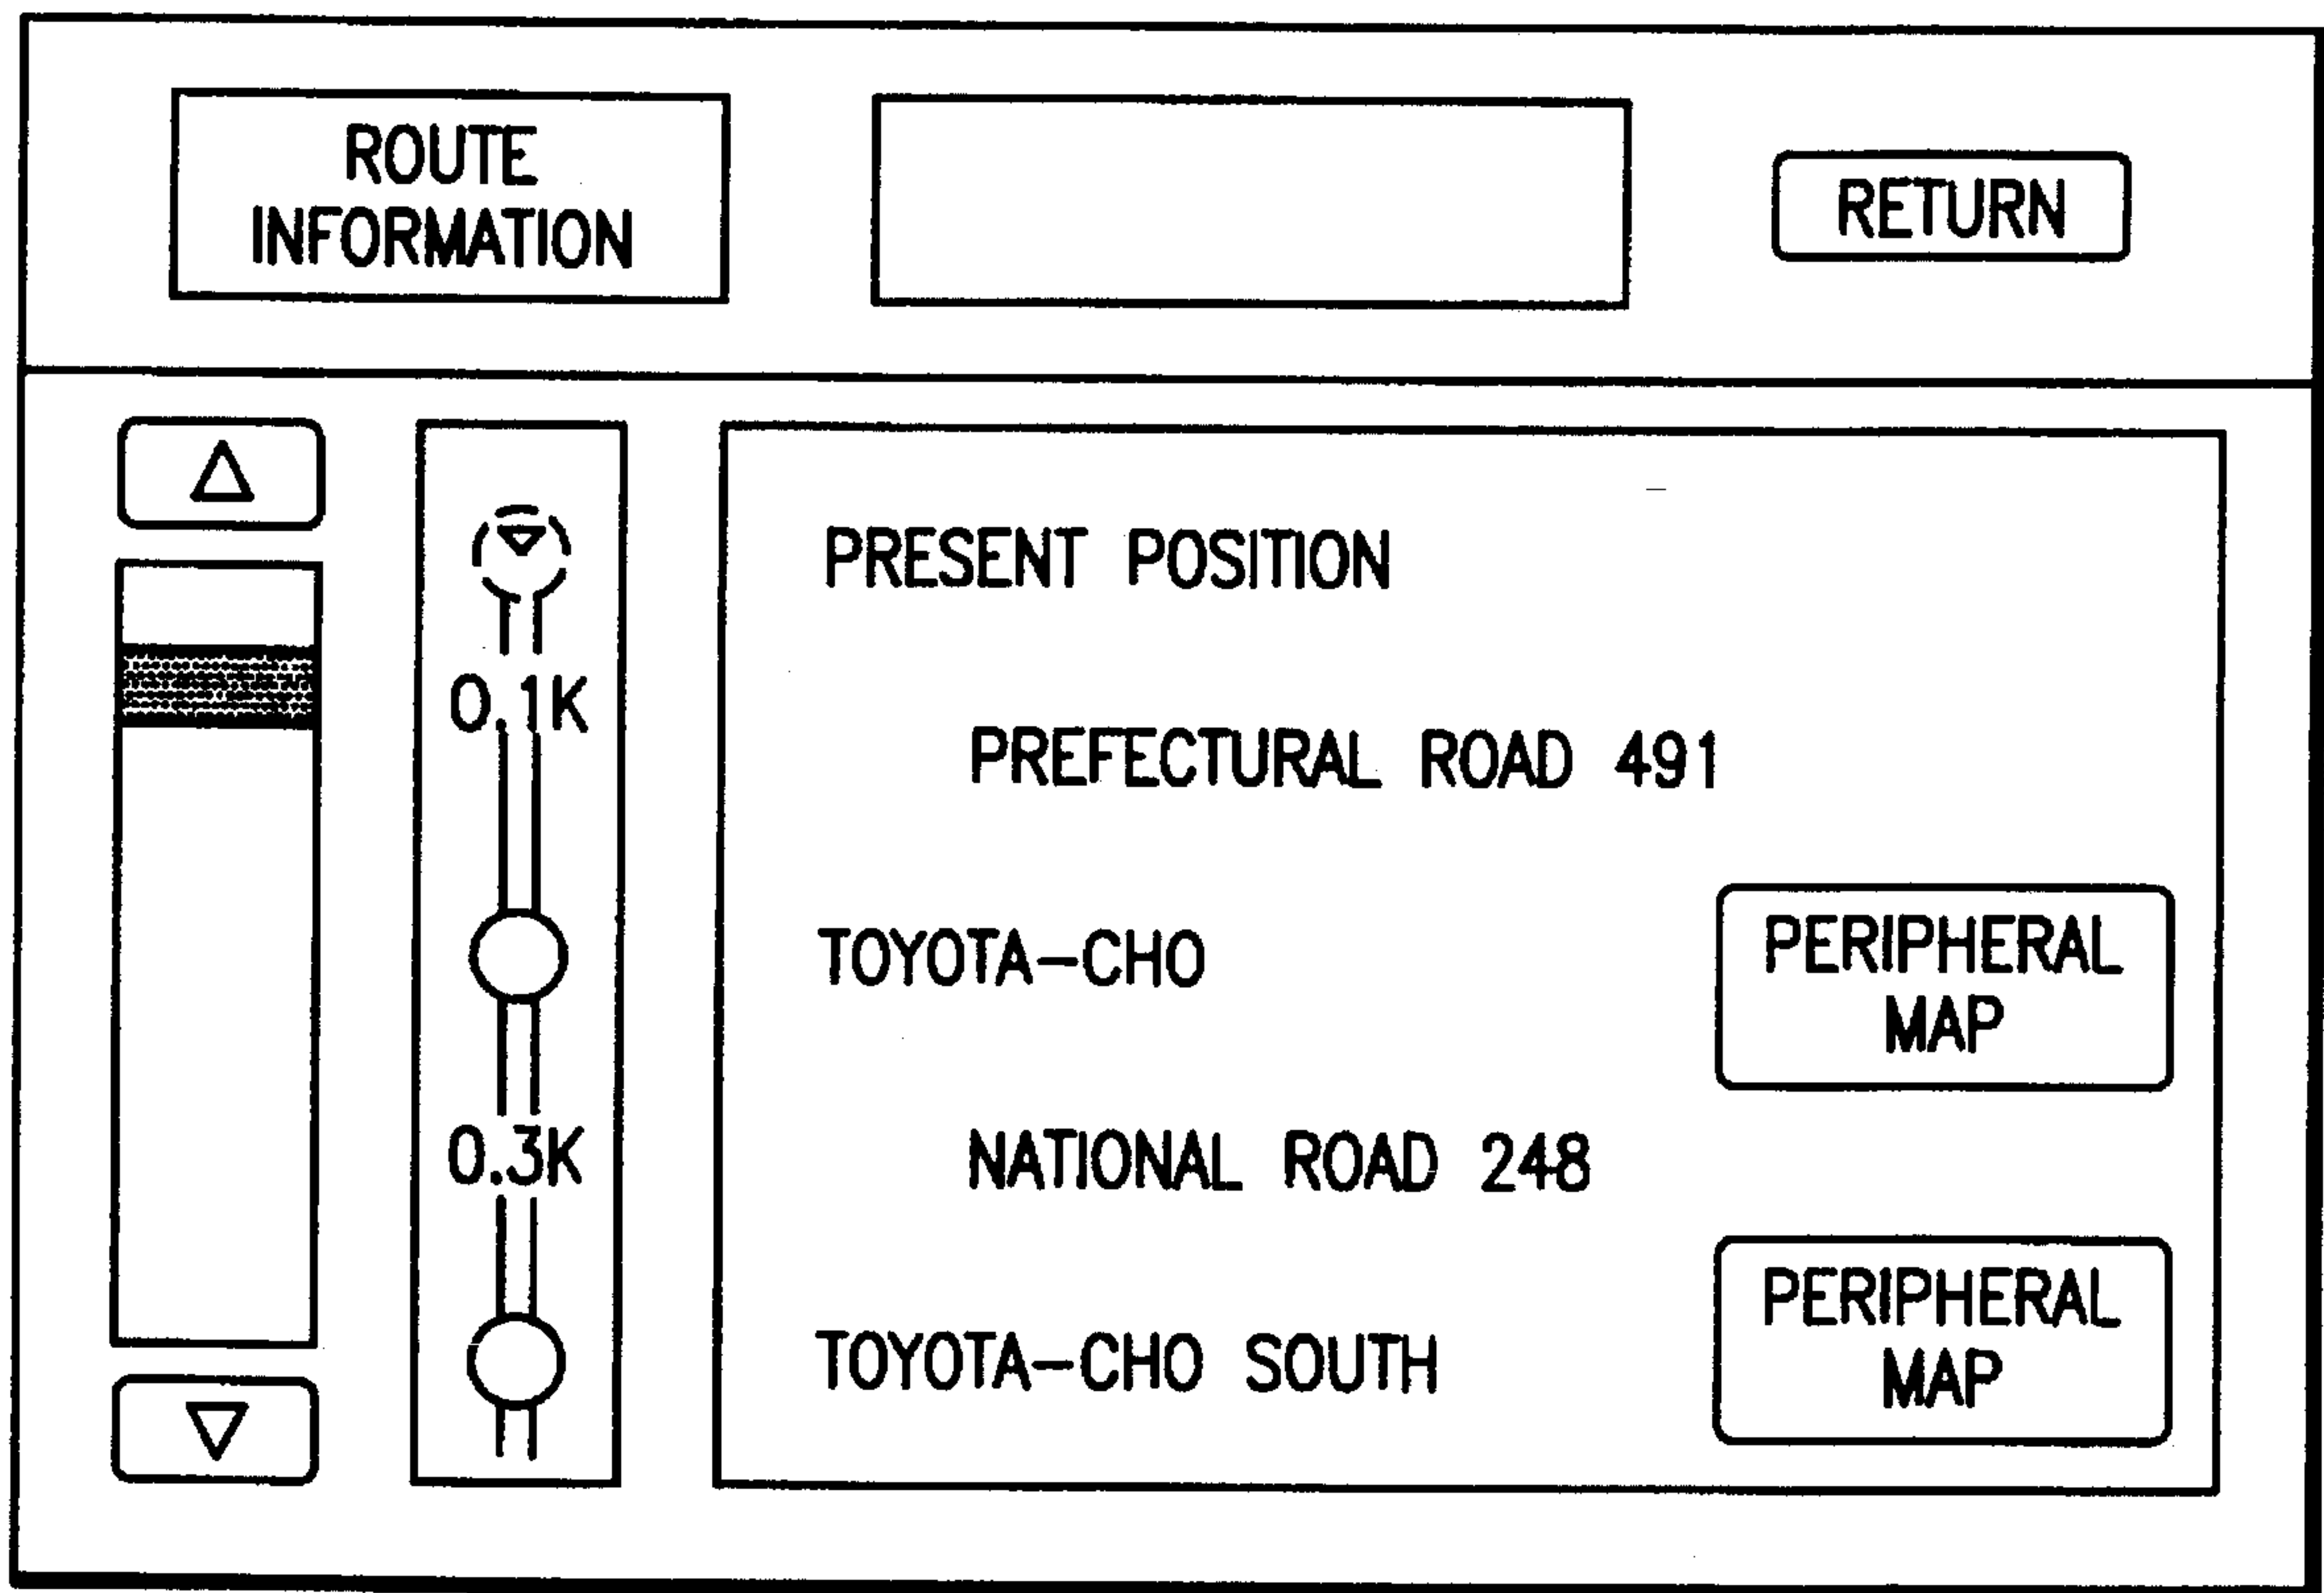 ROUTE
INFORMATION
RETURN
PRESENT POSITION
0.1K
PREFECTURAL ROAD 491
TOYOTA-CHO
PERIPHERAL
MAP
0.3K
NATIONAL ROAD 248
TOYOTA-CHO SOUTH
PERIPHERAL
MAP